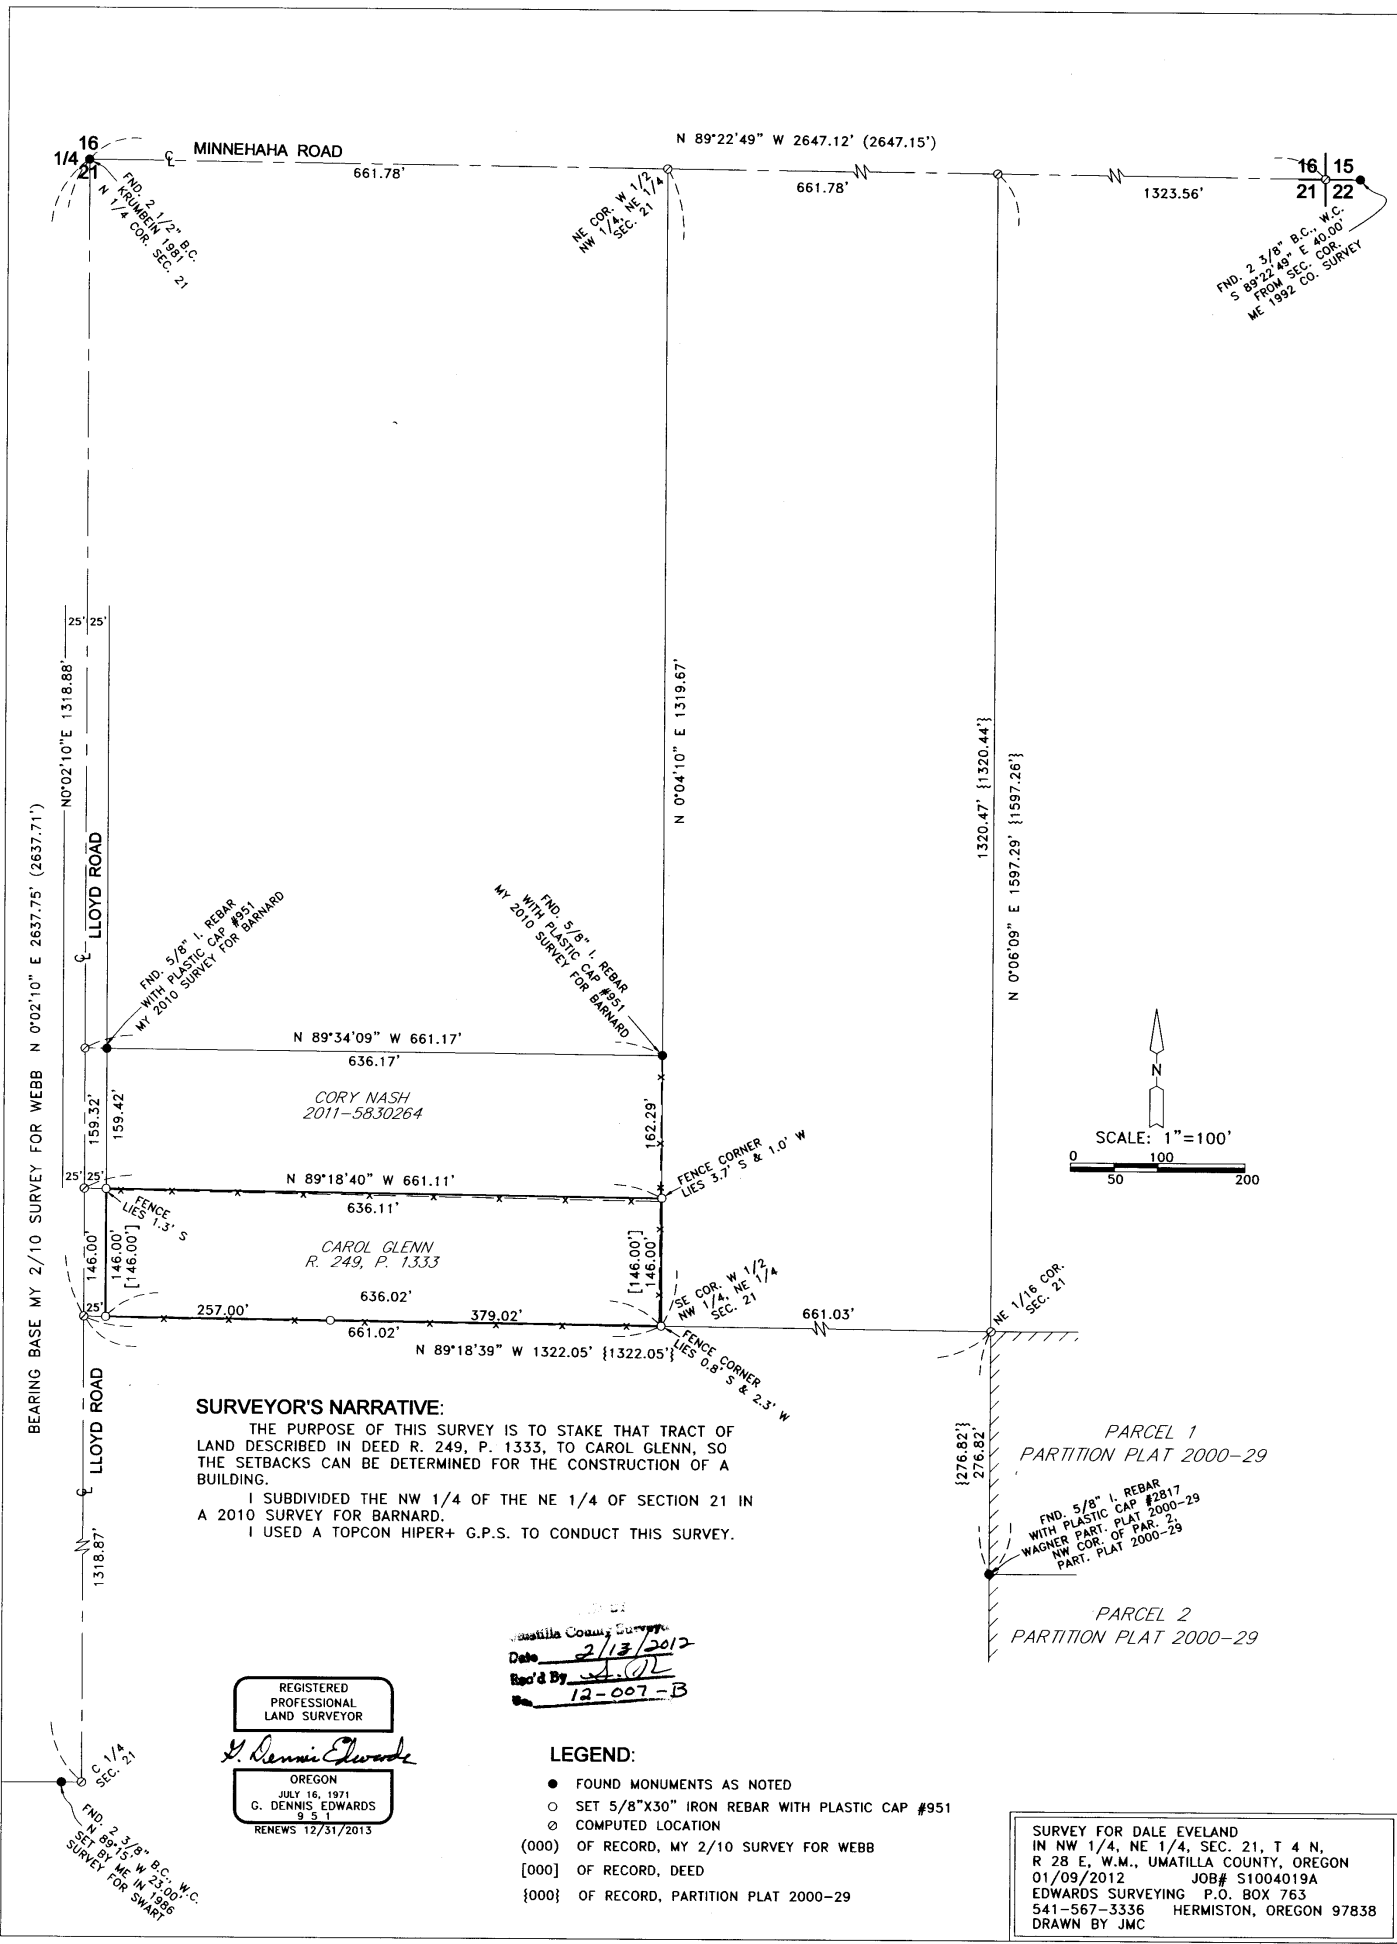 N 89°22'49" W 2647.12' (2647.15')
16
1/4
21
℄
MINNEHAHA ROAD
661.78'
661.78'
1323.56'
16 15
21 22
FND. 2 1/2" B.C.
KRUMBEIN 1981
N 1/4 COR. SEC. 21
NE COR. W 1/2
NW 1/4, NE 1/4
SEC. 21
FND. 2 3/8" B.C., W.C.
S 89°22'49" E 40.00'
FROM SEC. COR.
ME 1992 CO. SURVEY
25' 25'
N0°02'10"E 1318.88'
N 0°04'10" E 1319.67'
1320.47' {1320.44'}
N 0°06'09" E 1597.29' {1597.26'}
BEARING BASE MY 2/10 SURVEY FOR WEBB N 0°02'10" E 2637.75' (2637.71')
℄
LLOYD ROAD
FND. 5/8" I. REBAR
WITH PLASTIC CAP #951
MY 2010 SURVEY FOR BARNARD
FND. 5/8" I. REBAR
WITH PLASTIC CAP #951
MY 2010 SURVEY FOR BARNARD
N 89°34'09" W 661.17'
636.17'
CORY NASH
2011-5830264
159.32'
159.42'
162.29'
FENCE CORNER
LIES 3.7' S & 1.0' W
N
SCALE: 1"=100'
0 100
50 200
25' 25'
N 89°18'40" W 661.11'
636.11'
FENCE
LIES 1.3' S
CAROL GLENN
R. 249, P. 1333
146.00'
146.00'
[146.00']
[146.00']
146.00'
SE COR. W 1/2
NW 1/4, NE 1/4
SEC. 21
NE 1/16 COR.
SEC. 21
25'
257.00'
636.02'
379.02'
661.02'
661.03'
N 89°18'39" W 1322.05' {1322.05'}
FENCE CORNER
LIES 0.8' S & 2.3' W
℄
LLOYD ROAD
1318.87'
SURVEYOR'S NARRATIVE:
THE PURPOSE OF THIS SURVEY IS TO STAKE THAT TRACT OF
LAND DESCRIBED IN DEED R. 249, P. 1333, TO CAROL GLENN, SO
THE SETBACKS CAN BE DETERMINED FOR THE CONSTRUCTION OF A
BUILDING.
I SUBDIVIDED THE NW 1/4 OF THE NE 1/4 OF SECTION 21 IN
A 2010 SURVEY FOR BARNARD.
I USED A TOPCON HIPER+ G.P.S. TO CONDUCT THIS SURVEY.
{276.82'}
276.82'
PARCEL 1
PARTITION PLAT 2000-29
FND. 5/8" I. REBAR
WITH PLASTIC CAP #2817
WAGNER PART. PLAT 2000-29
NW COR. OF PAR. 2,
PART. PLAT 2000-29
PARCEL 2
PARTITION PLAT 2000-29
Umatilla County Surveyor
Date 2/13/2012
Rec'd By
No. 12-007-B
REGISTERED
PROFESSIONAL
LAND SURVEYOR
G. Dennis Edwards
OREGON
JULY 16, 1971
G. DENNIS EDWARDS
9 5 1
RENEWS 12/31/2013
C 1/4
SEC. 21
FND. 2 3/8" B.C., W.C.
N 89°15' W 23.00'
SET BY ME IN 1986
SURVEY FOR SWART
LEGEND:
● FOUND MONUMENTS AS NOTED
○ SET 5/8"X30" IRON REBAR WITH PLASTIC CAP #951
⊘ COMPUTED LOCATION
(000) OF RECORD, MY 2/10 SURVEY FOR WEBB
[000] OF RECORD, DEED
{000} OF RECORD, PARTITION PLAT 2000-29
SURVEY FOR DALE EVELAND
IN NW 1/4, NE 1/4, SEC. 21, T 4 N,
R 28 E, W.M., UMATILLA COUNTY, OREGON
01/09/2012 JOB# S1004019A
EDWARDS SURVEYING P.O. BOX 763
541-567-3336 HERMISTON, OREGON 97838
DRAWN BY JMC